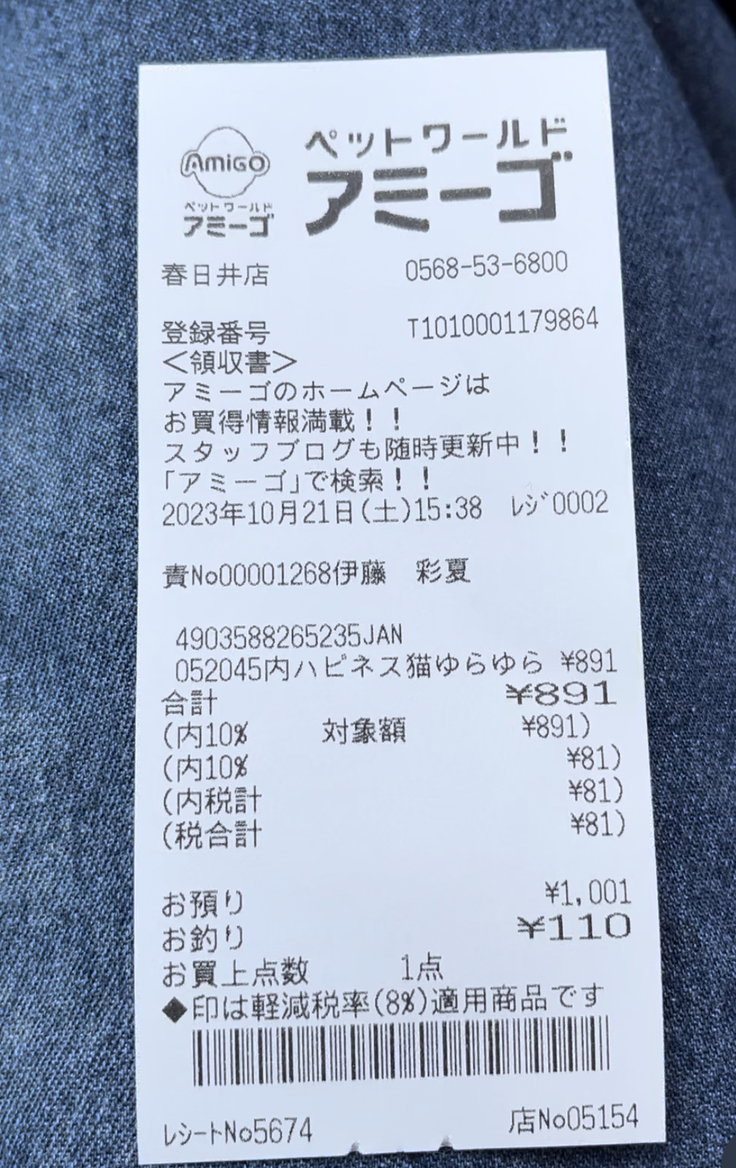 AMIGO
ペットワールド
アミーゴ
ペットワールド
アミーゴ
春日井店 0568-53-6800
登録番号 T1010001179864
＜領収書＞
アミーゴのホームページは
お買得情報満載！！
スタッフブログも随時更新中！！
「アミーゴ」で検索！！
2023年10月21日(土)15:38 ﾚｼﾞ0002
責No00001268伊藤 彩夏
4903588265235JAN
052045内ハピネス猫ゆらゆら ¥891
合計 ¥891
(内10% 対象額 ¥891)
(内10% ¥81)
(内税計 ¥81)
(税合計 ¥81)
お預り ¥1,001
お釣り ¥110
お買上点数 1点
◆印は軽減税率(8%)適用商品です
ﾚｼｰﾄNo5674 店No05154